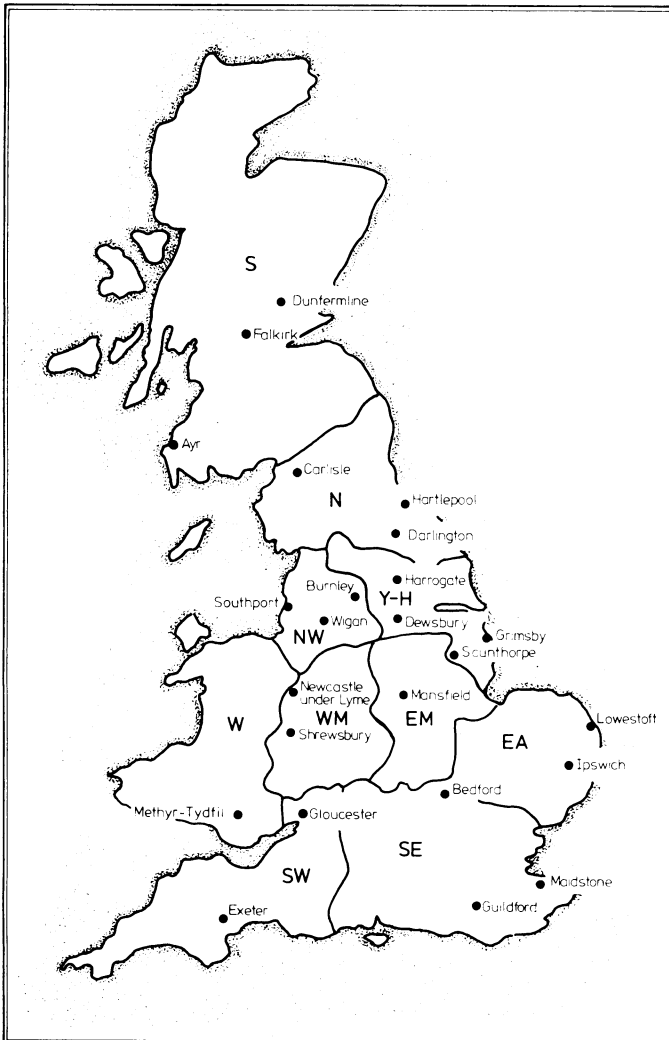 S
Dunfermline
Falkirk
Ayr
Carlisle
N
Hartlepool
Darlington
Harrogate
Burnley
Y-H
Southport
Dewsbury
Wigan
NW
Grimsby
Scunthorpe
Newcastle
under Lyme
Mansfield
WM
EM
W
Shrewsbury
Lowestoft
EA
Ipswich
Bedford
Methyr-Tydfil
Gloucester
SE
SW
Maidstone
Guildford
Exeter